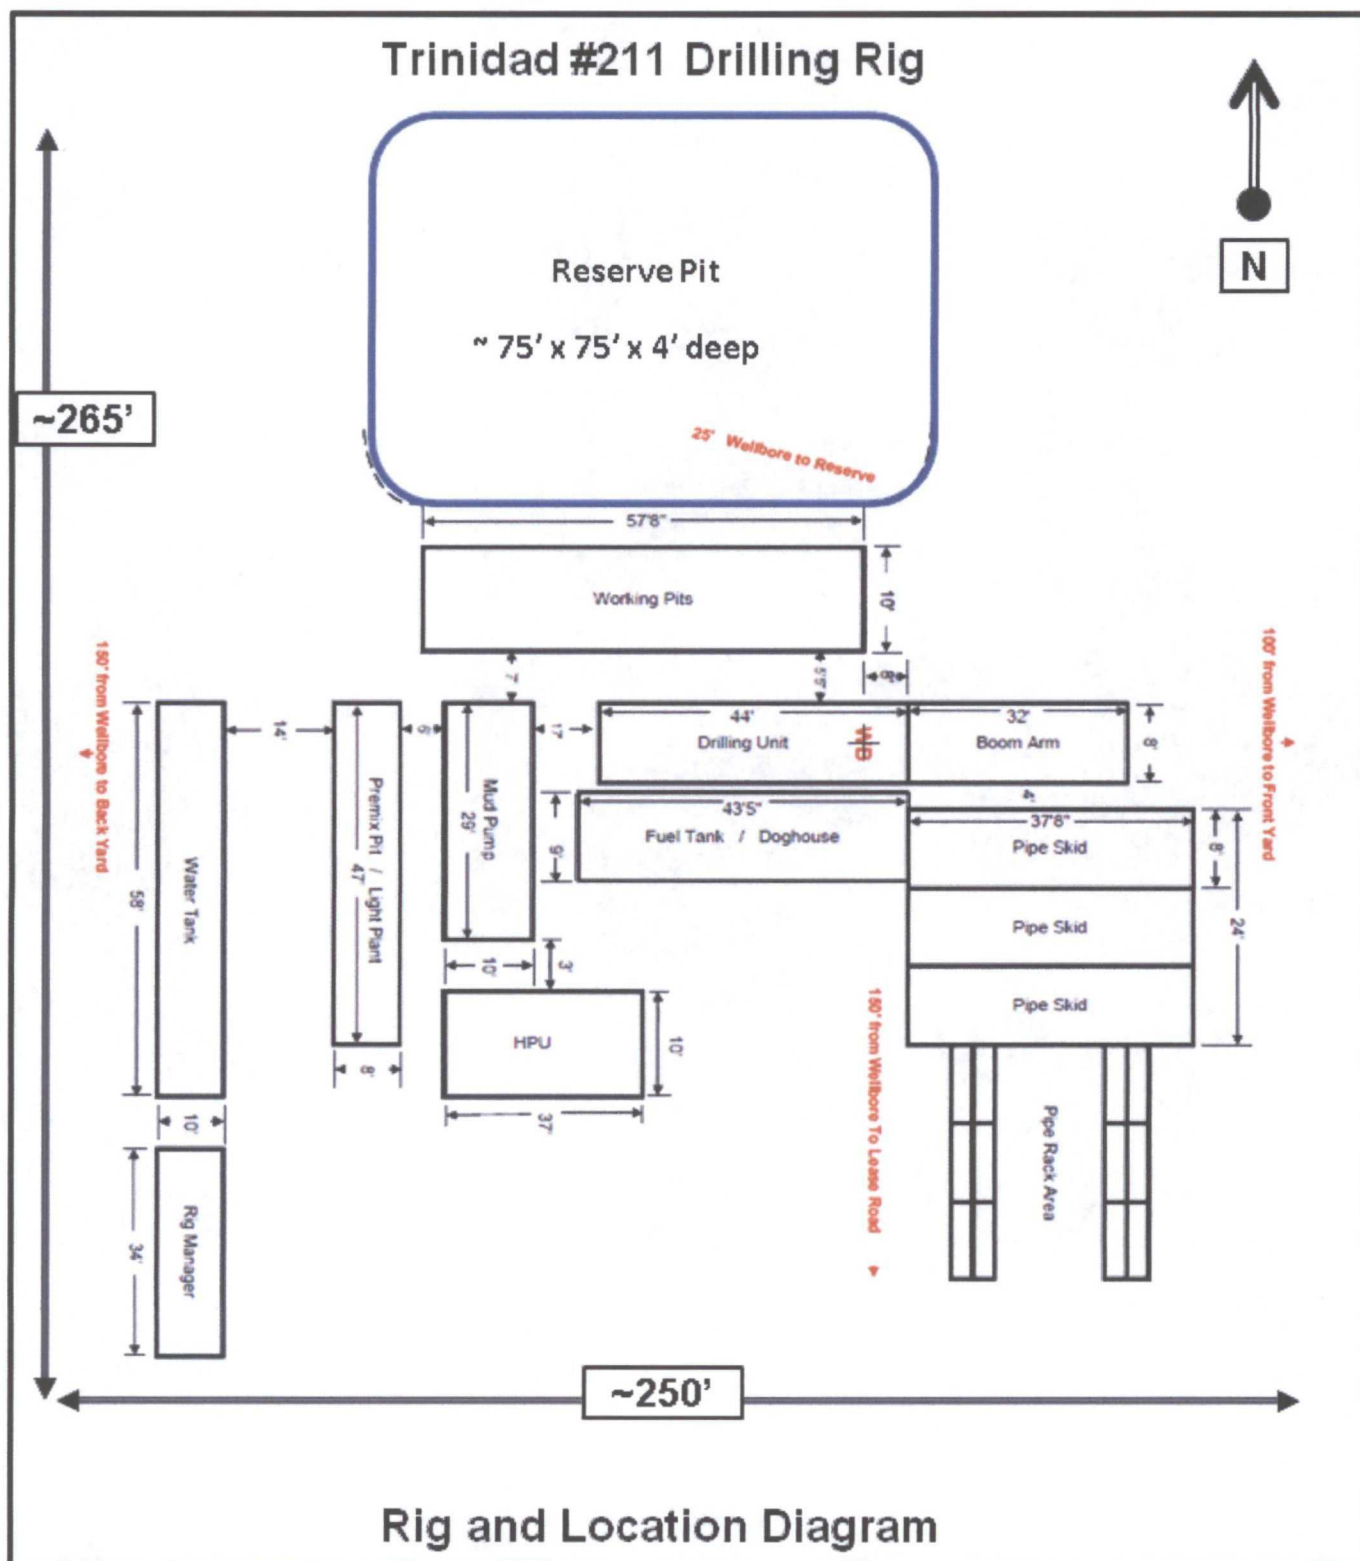 Trinidad #211 Drilling Rig
N
Reserve Pit
~ 75' x 75' x 4' deep
~265'
25' Wellbore to Reserve
57'8"
Working Pits
10'
150' from Wellbore to Back Yard
100' from Wellbore to Front Yard
7'
5'5"
14'
6'
17'
44'
Drilling Unit
WB
32'
Boom Arm
8'
4'
Water Tank
58'
Premix Pit / Light Plant
47'
Mud Pump
29'
9'
43'5"
Fuel Tank / Doghouse
37'8"
Pipe Skid
8'
24'
Pipe Skid
Pipe Skid
10'
3'
HPU
10'
37'
8'
10'
150' from Wellbore To Lease Road
Pipe Rack Area
Rig Manager
34'
~250'
Rig and Location Diagram